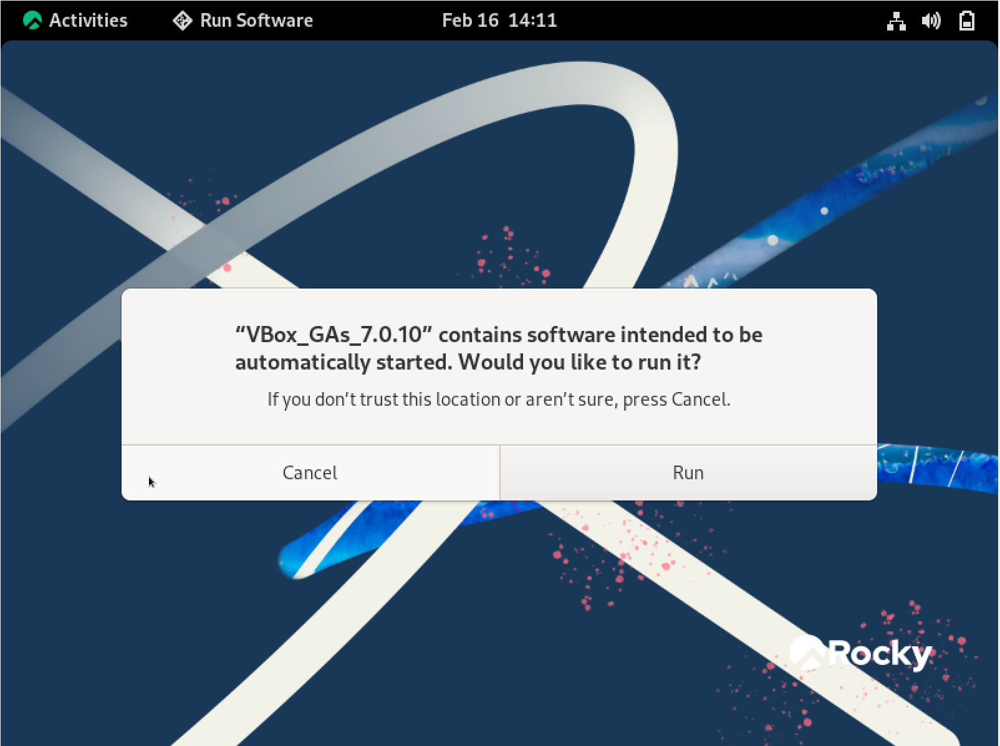 Activities Run Software Feb 16 14:11
“VBox_GAs_7.0.10” contains software intended to be
automatically started. Would you like to run it?
If you don’t trust this location or aren’t sure, press Cancel.
Cancel Run
Rocky